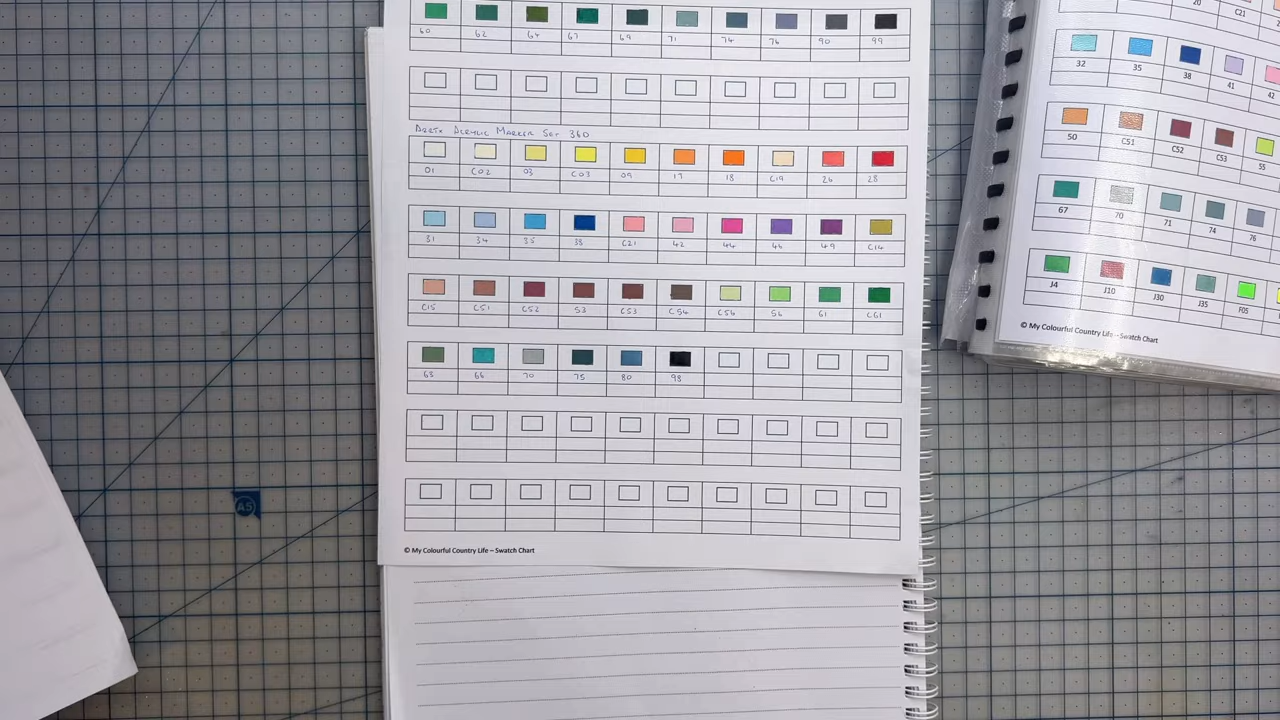 60 62 64 67 69 71 74 76 90 99
Acrylic Marker Set 36D
01 C02 03 C03 09 17 18 C19 26 28
31 34 35 38 C21 42 44 46 49 C14
C15 C51 C52 53 C53 C54 C56 56 61 C61
65 66 70 75 80 98
© My Colourful Country Life – Swatch Chart
A5
20 C21
32 35 38 41 42
50 C51 C52 C53 55
67 70 71 74 76
J4 J10 J30 J35 F05
© My Colourful Country Life – Swatch Chart